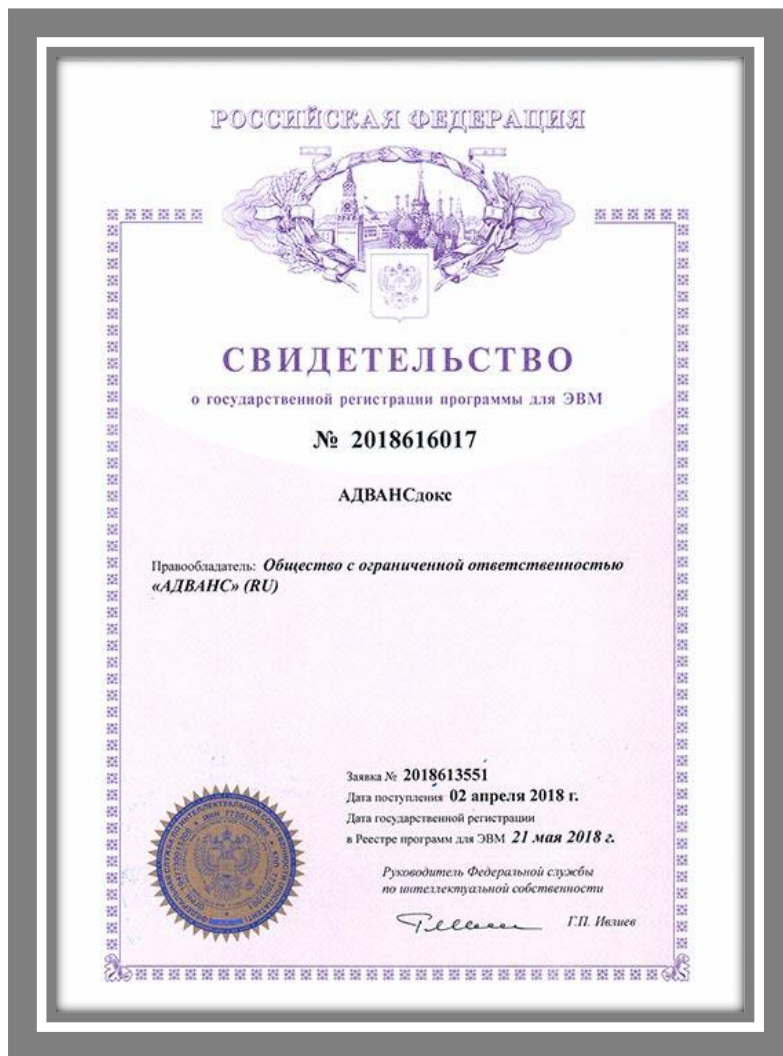 РОССИЙСКАЯ ФЕДЕРАЦИЯ
СВИДЕТЕЛЬСТВО
о государственной регистрации программы для ЭВМ
№ 2018616017
АДВАНСдокс
Правообладатель: Общество с ограниченной ответственностью
«АДВАНС» (RU)
Заявка № 2018613551
Дата поступления 02 апреля 2018 г.
Дата государственной регистрации
в Реестре программ для ЭВМ 21 мая 2018 г.
Руководитель Федеральной службы
по интеллектуальной собственности
Г.П. Ивлиев